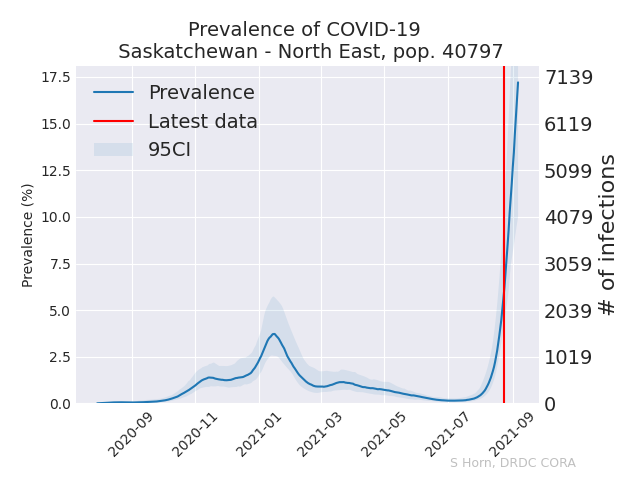 Prevalence of COVID-19
Saskatchewan - North East, pop. 40797
Prevalence
Latest data
95CI
Prevalence (%)
17.5
15.0
12.5
10.0
7.5
5.0
2.5
0.0
7139
6119
5099
4079
3059
2039
1019
0
# of infections
2020-09
2020-11
2021-01
2021-03
2021-05
2021-07
2021-09
S Horn, DRDC CORA